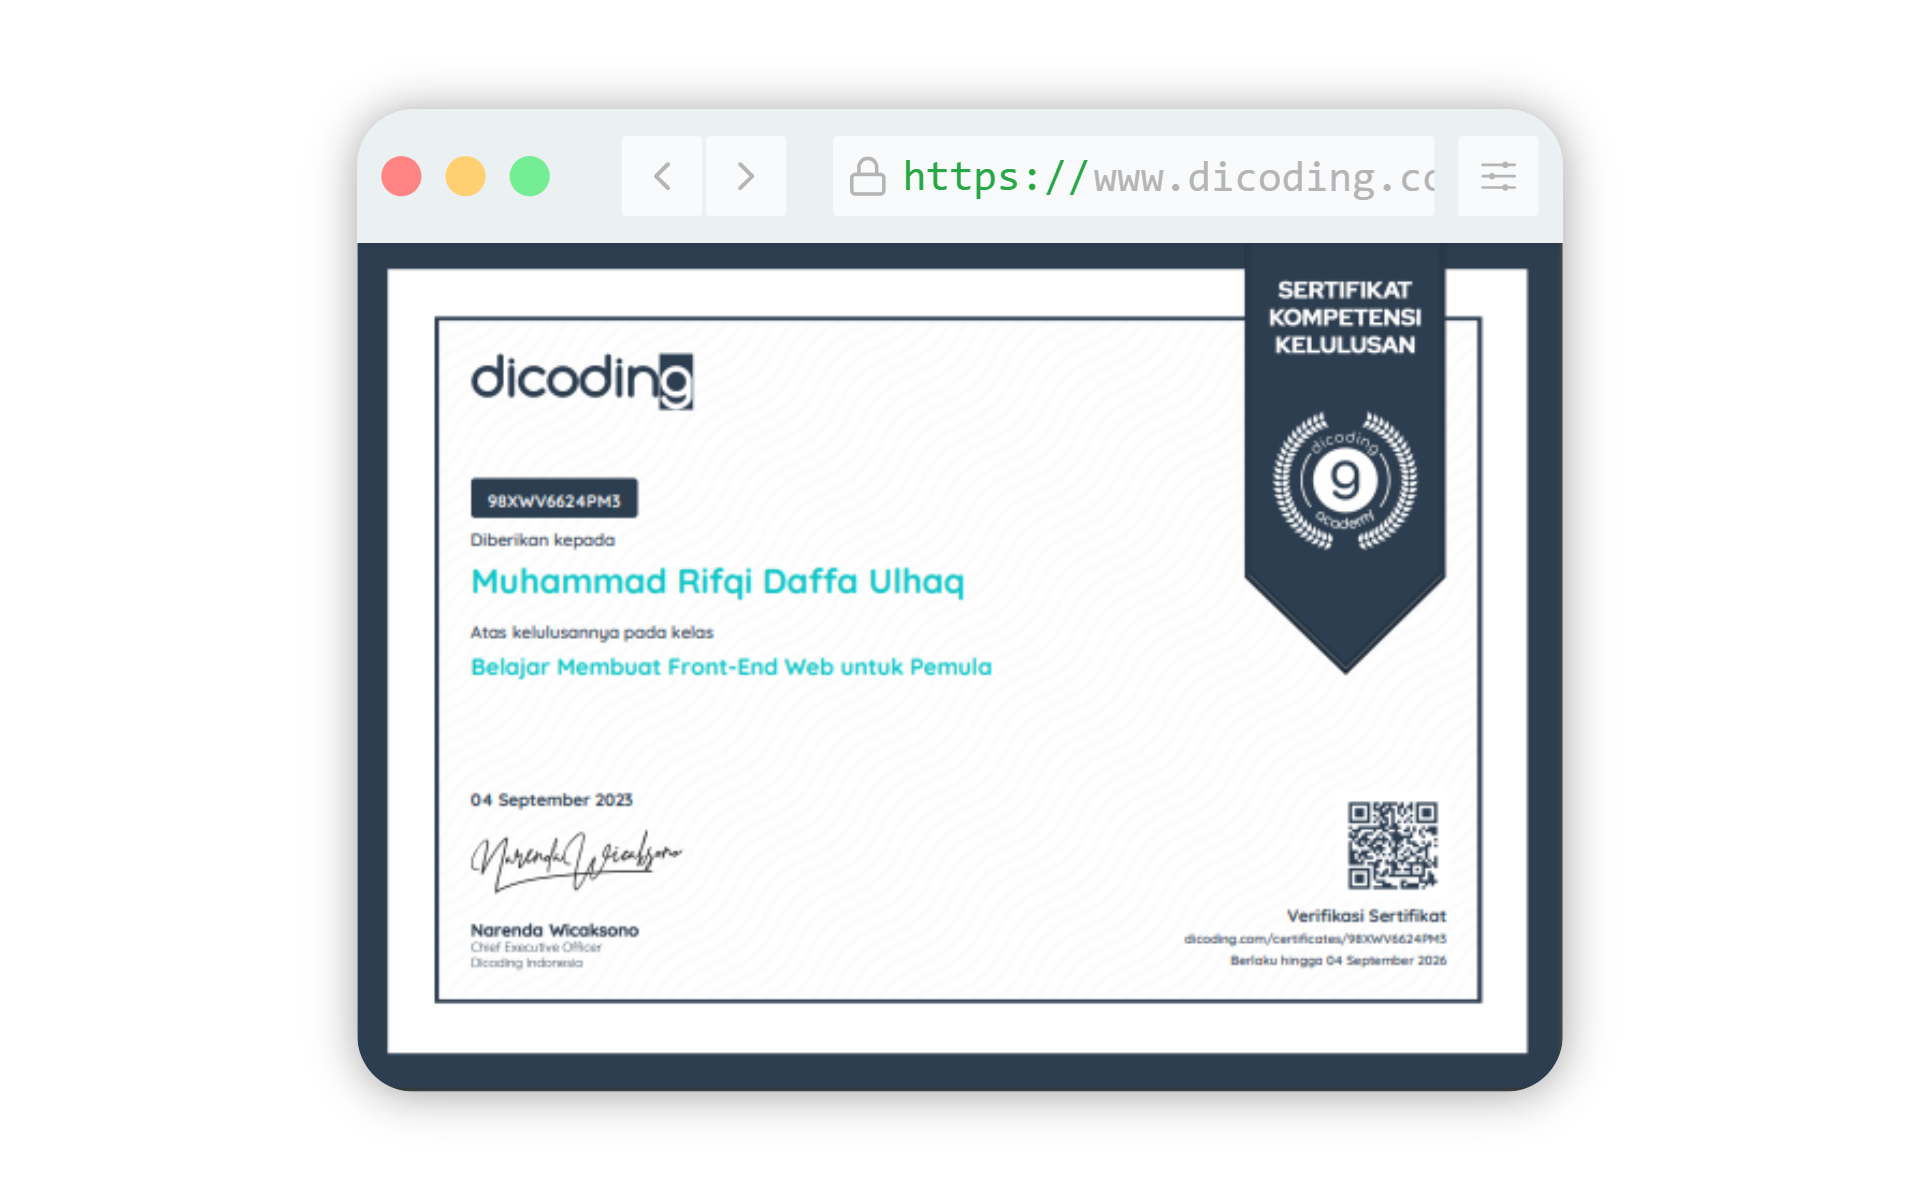 https://www.dicoding.cc
SERTIFIKAT
KOMPETENSI
KELULUSAN
dicoding
dicoding
9
academy
98XWV6624PM3
Diberikan kepada
Muhammad Rifqi Daffa Ulhaq
Atas kelulusannya pada kelas
Belajar Membuat Front-End Web untuk Pemula
04 September 2023
Narenda Wicaksono
Narenda Wicaksono
Chief Executive Officer
Dicoding Indonesia
Verifikasi Sertifikat
dicoding.com/certificates/98XWV6624PM3
Berlaku hingga 04 September 2026